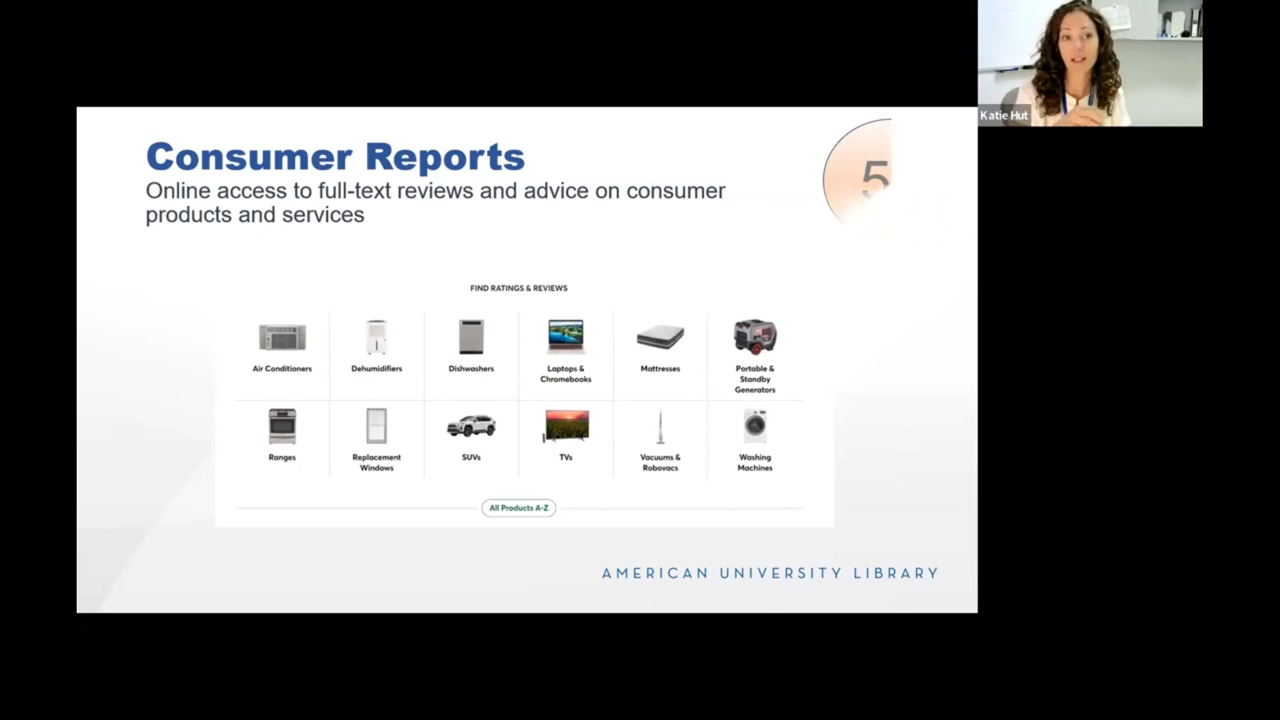 Katie Hut
Consumer Reports
5
Online access to full-text reviews and advice on consumer
products and services
FIND RATINGS & REVIEWS
Air Conditioners
Dehumidifiers
Dishwashers
Laptops &
Chromebooks
Mattresses
Portable &
Standby
Generators
Ranges
Replacement
Windows
SUVs
TVs
Vacuums &
Robovacs
Washing
Machines
All Products A-Z
AMERICAN UNIVERSITY LIBRARY